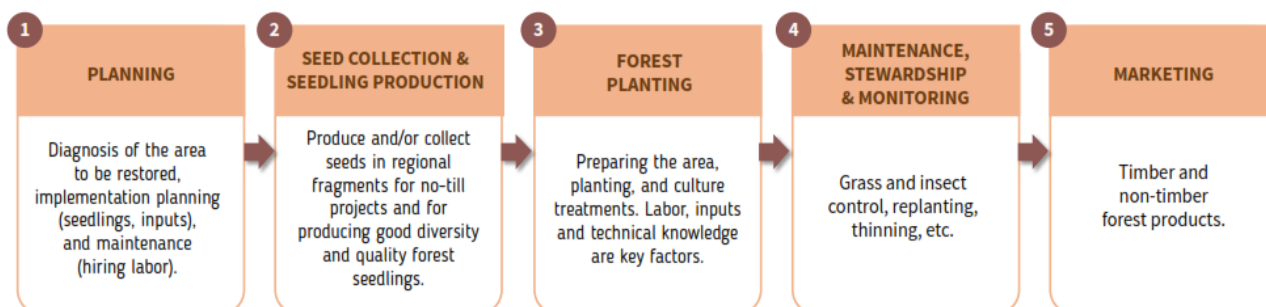 1
PLANNING
Diagnosis of the area
to be restored,
implementation planning
(seedlings, inputs),
and maintenance
(hiring labor).
2
SEED COLLECTION &
SEEDLING PRODUCTION
Produce and/or collect
seeds in regional
fragments for no-till
projects and for
producing good diversity
and quality forest
seedlings.
3
FOREST
PLANTING
Preparing the area,
planting, and culture
treatments. Labor, inputs
and technical knowledge
are key factors.
4
MAINTENANCE,
STEWARDSHIP
& MONITORING
Grass and insect
control, replanting,
thinning, etc.
5
MARKETING
Timber and
non-timber
forest products.